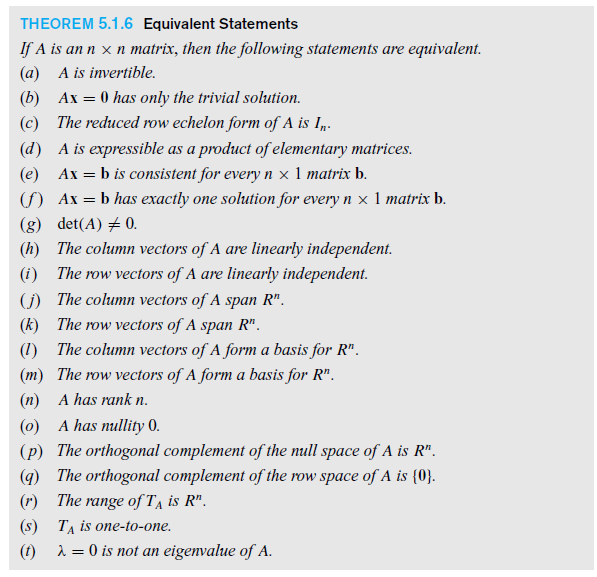 THEOREM 5.1.6 Equivalent Statements
If A is an n × n matrix, then the following statements are equivalent.
(a) A is invertible.
(b) Ax = 0 has only the trivial solution.
(c) The reduced row echelon form of A is Iₙ.
(d) A is expressible as a product of elementary matrices.
(e) Ax = b is consistent for every n × 1 matrix b.
(f) Ax = b has exactly one solution for every n × 1 matrix b.
(g) det(A) ≠ 0.
(h) The column vectors of A are linearly independent.
(i) The row vectors of A are linearly independent.
(j) The column vectors of A span Rⁿ.
(k) The row vectors of A span Rⁿ.
(l) The column vectors of A form a basis for Rⁿ.
(m) The row vectors of A form a basis for Rⁿ.
(n) A has rank n.
(o) A has nullity 0.
(p) The orthogonal complement of the null space of A is Rⁿ.
(q) The orthogonal complement of the row space of A is {0}.
(r) The range of T_A is Rⁿ.
(s) T_A is one-to-one.
(t) λ = 0 is not an eigenvalue of A.